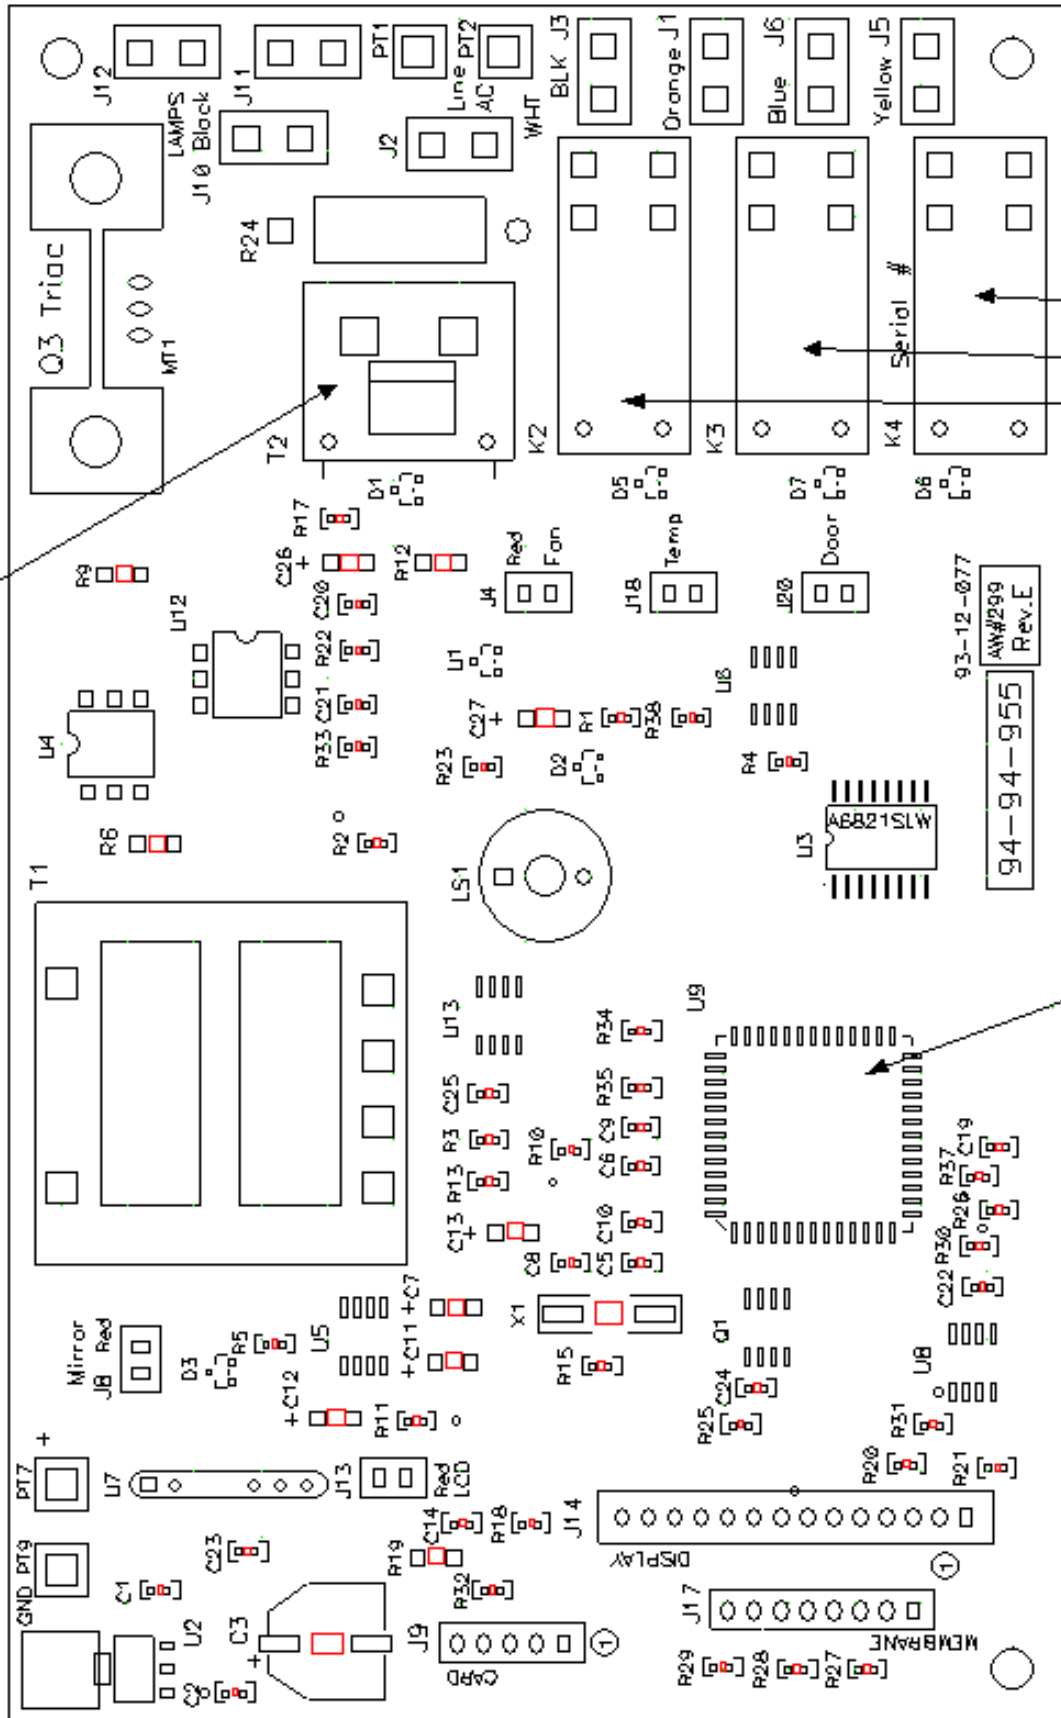 J12
J11
PT1
PT2
Line
AC
WHT
BLK J3
Orange J1
Blue J6
Yellow J5
LAMPS
J10 Black
J2
R24
Q3 Triac
MT1
T2
K2
K3
K4
Serial #
D1
D5
D7
D6
R17
C26
+
R12
R9
U12
C20
R22
C21
R33
J4
Red
Fan
J18
Temp
J20
Door
93-12-077
AW#299
Rev.E
94-94-955
U1
U6
U4
C27
+
R1
R38
R23
D2
R4
R6
R2
LS1
U3
A6821SLW
T1
U13
R34
U9
C25
R35
R3
C9
R10
C6
R13
C13
+
C10
C8
C5
C19
R37
R26
R30
C22
Mirror
J8 Red
D3
R5
U5
+C7
+C11
X1
Q1
U8
+C12
R11
R15
C24
R25
R31
R20
R21
+
PT7
U7
J13
Red
LCD
GND PT9
C23
C14
R18
J14
DISPLAY
1
C1
R19
R32
U2
C3
+
C2
J9
CARD
1
J17
MEMBRANE
R29
R28
R27